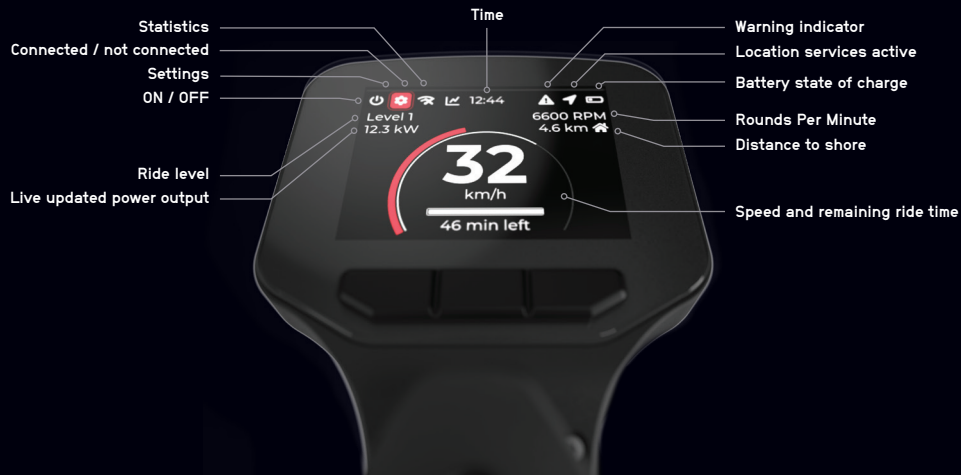 Time
Statistics
Connected / not connected
Settings
ON / OFF
Ride level
Live updated power output
Warning indicator
Location services active
Battery state of charge
Rounds Per Minute
Distance to shore
Speed and remaining ride time
12:44
Level 1
12.3 kW
6600 RPM
4.6 km
32
km/h
46 min left